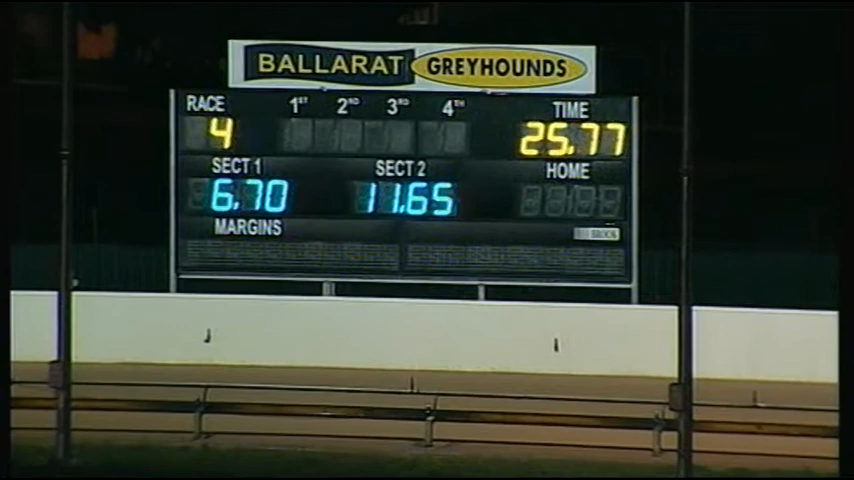 BALLARAT GREYHOUNDS
RACE 1ST 2ND 3RD 4TH TIME
4 25.77
SECT 1 SECT 2 HOME
6.70 11.65
MARGINS